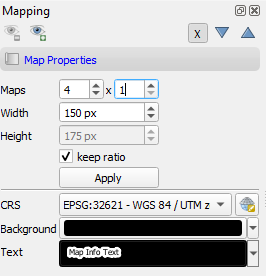 Mapping
x
Map Properties
Maps 4 x 1
Width 150 px
Height 175 px
keep ratio
Apply
CRS EPSG:32621 - WGS 84 / UTM z
Background
Text Map Info Text